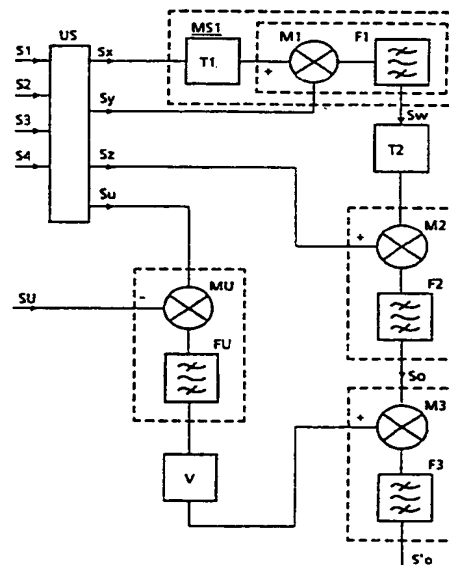 MS1
US
Sx
T1
M1
F1
S1
+
S2
Sy
Sw
S3
T2
S4
Sz
Su
M2
+
SU
-
MU
F2
FU
So
M3
+
V
F3
S'o